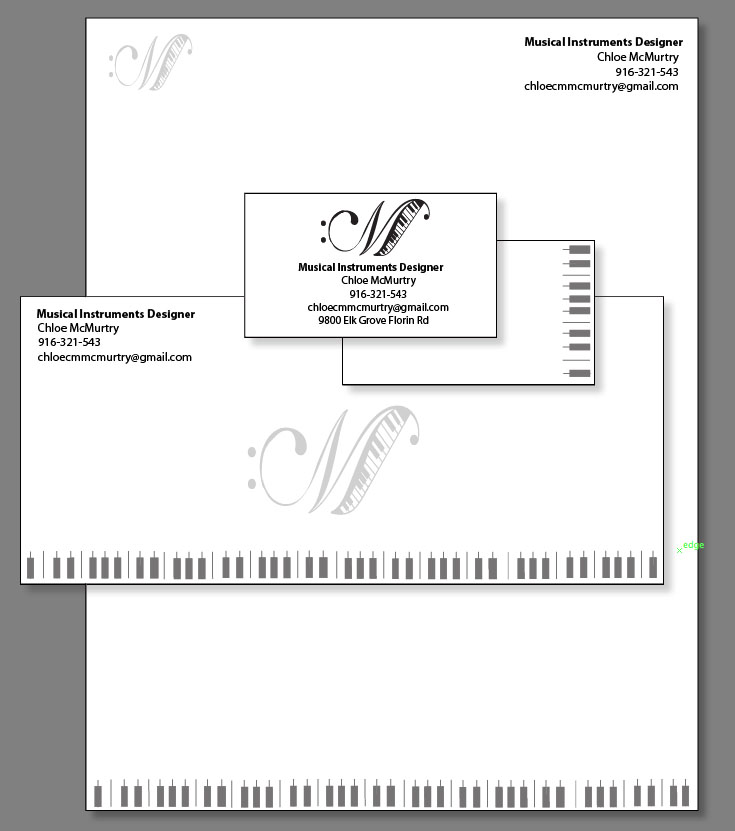 Musical Instruments Designer
Chloe McMurtry
916-321-543
chloecmmcmurtry@gmail.com
M
Musical Instruments Designer
Chloe McMurtry
916-321-543
chloecmmcmurtry@gmail.com
9800 Elk Grove Florin Rd
Musical Instruments Designer
Chloe McMurtry
916-321-543
chloecmmcmurtry@gmail.com
M
edge